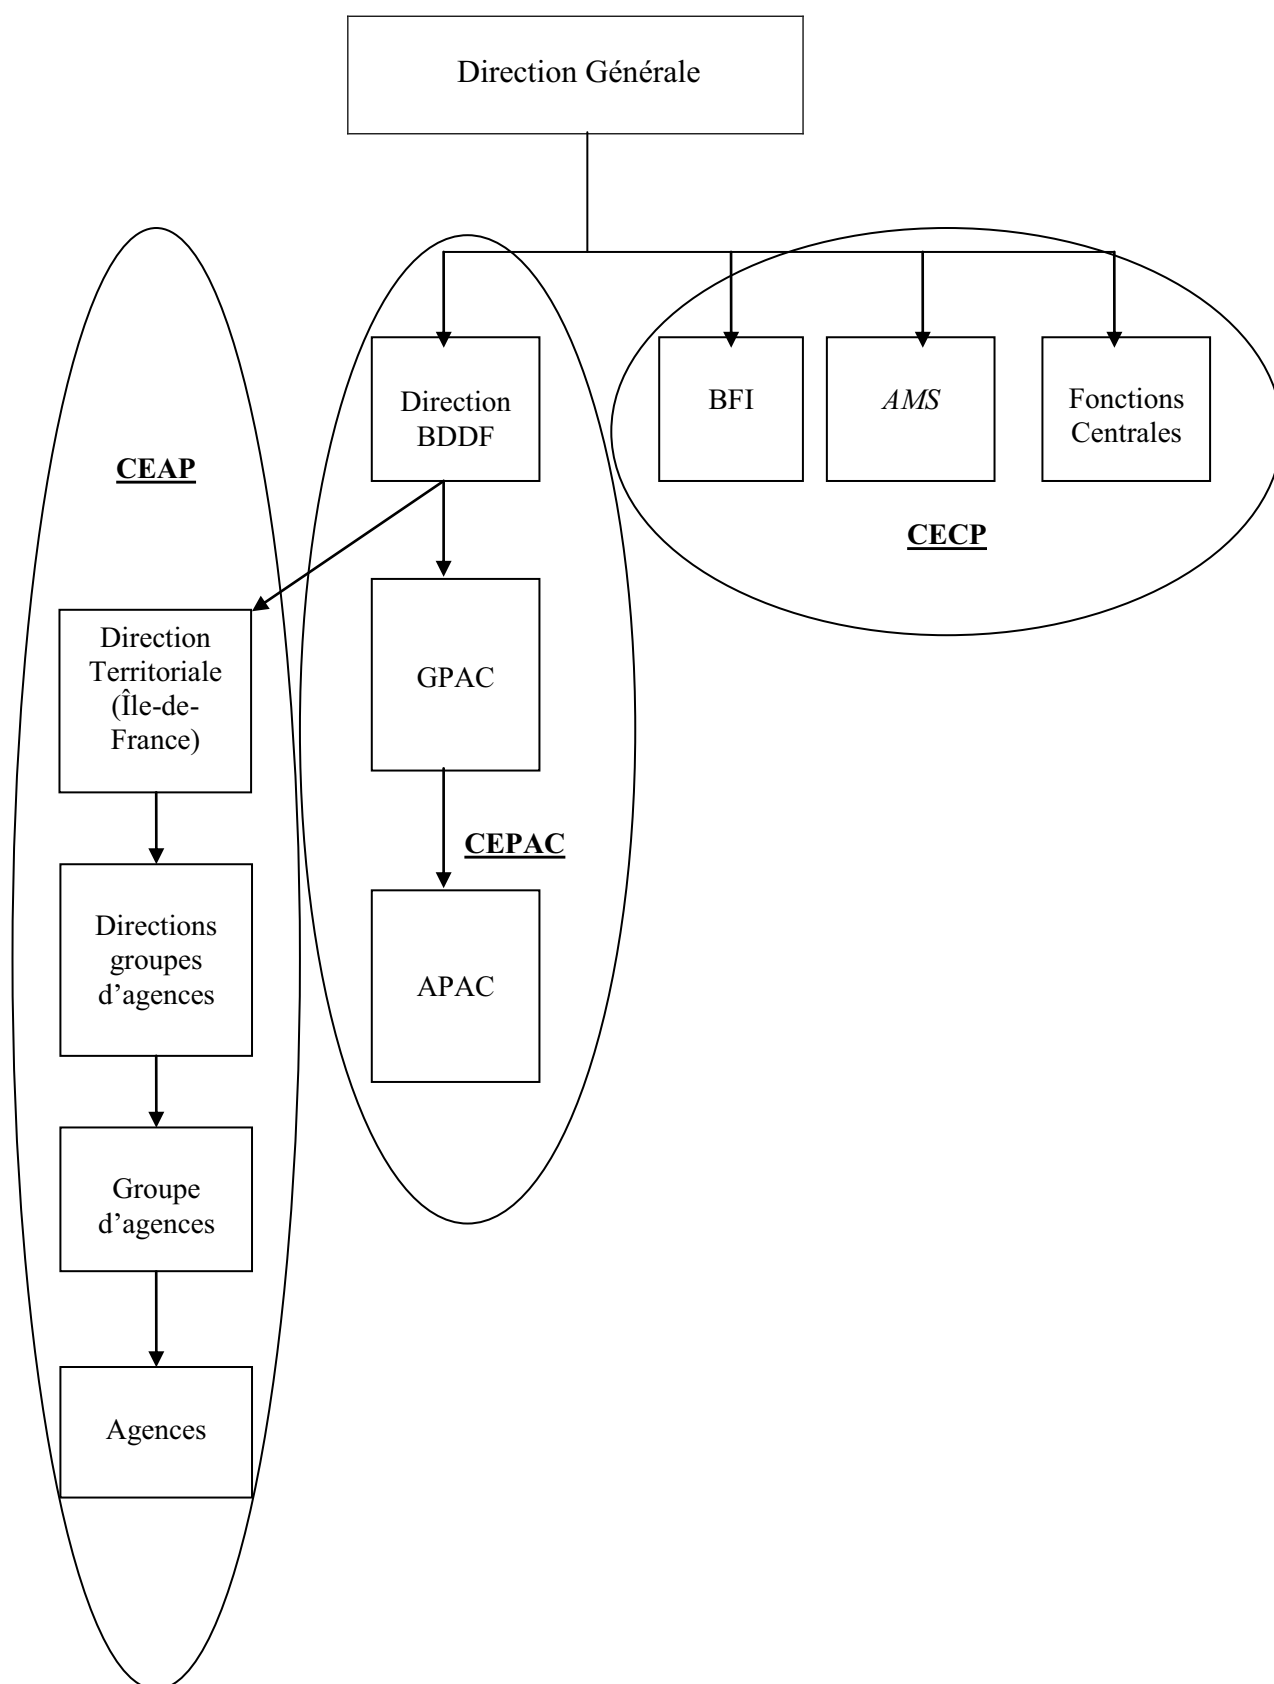 Direction Générale
Direction
BDDF
BFI
AMS
Fonctions
Centrales
CEAP
CECP
Direction
Territoriale
(Île-de-
France)
GPAC
CEPAC
Directions
groupes
d’agences
APAC
Groupe
d’agences
Agences